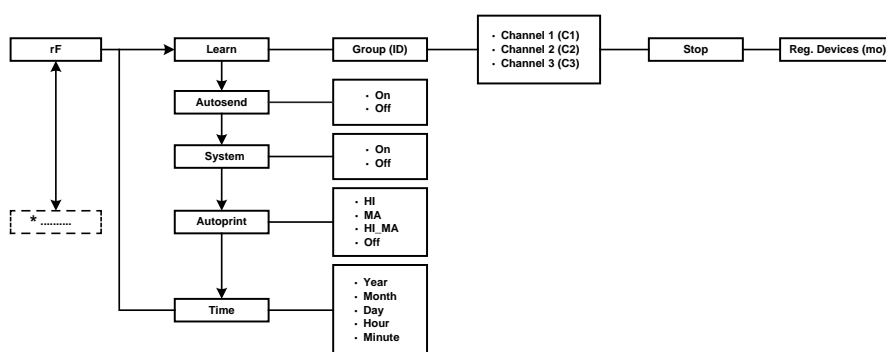 rF
Learn
Group (ID)
· Channel 1 (C1)
· Channel 2 (C2)
· Channel 3 (C3)
Stop
Reg. Devices (mo)
Autosend
· On
· Off
System
· On
· Off
* ..........
Autoprint
· HI
· MA
· HI_MA
· Off
Time
· Year
· Month
· Day
· Hour
· Minute